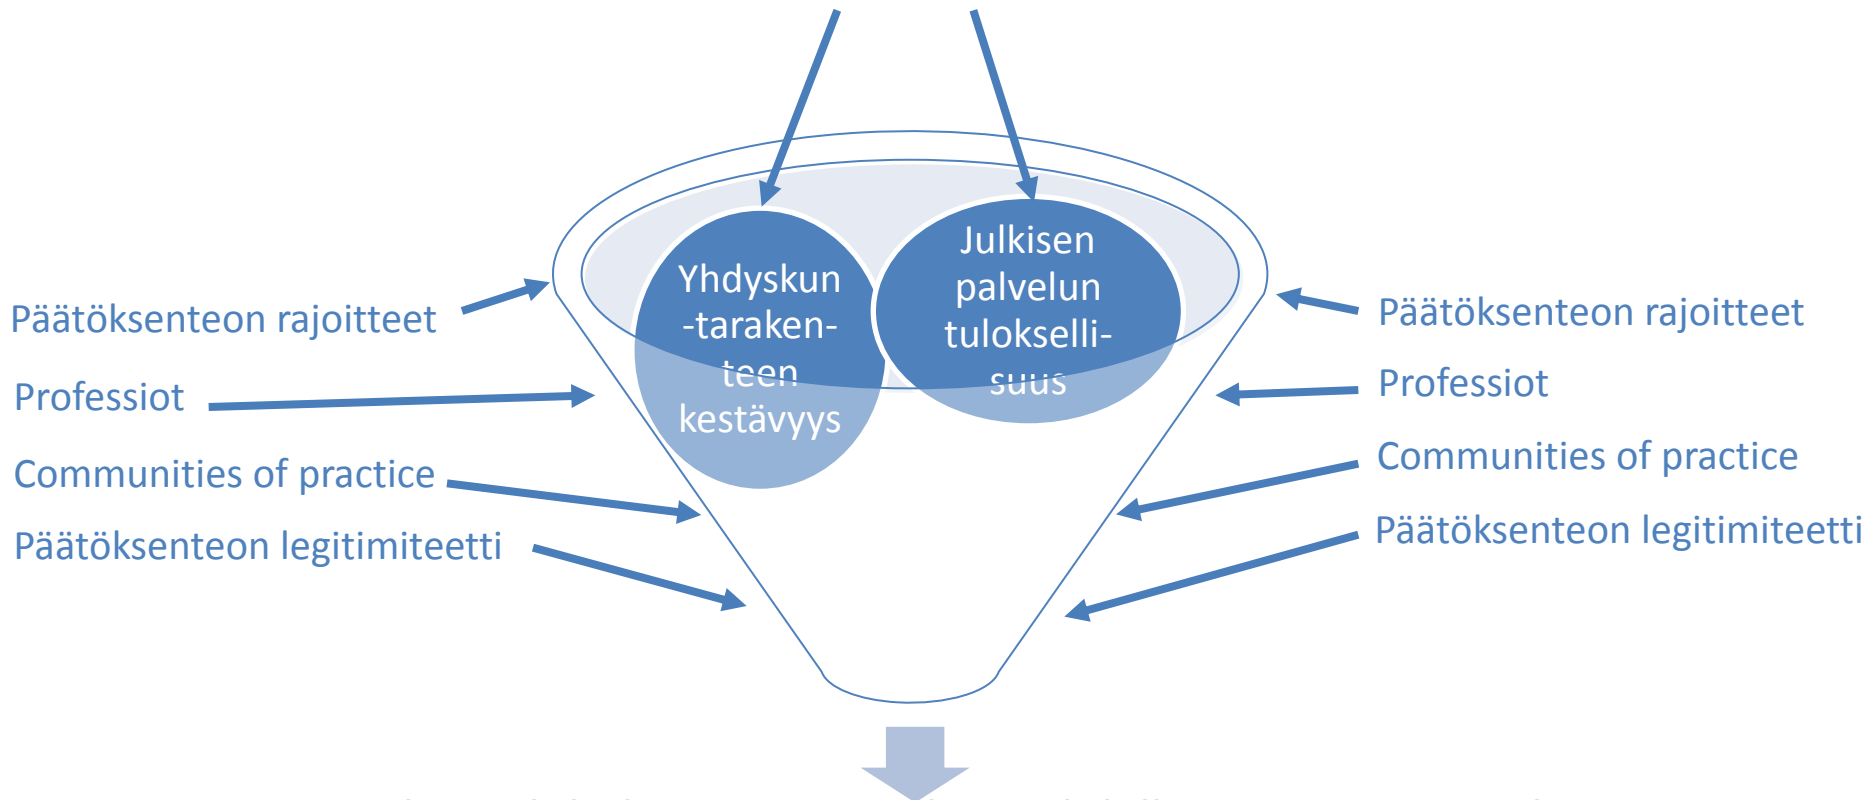 Yhdyskun
-taraken-
teen
kestävyys
Julkisen
palvelun
tulokselli-
suus
Päätöksenteon rajoitteet
Professiot
Communities of practice
Päätöksenteon legitimiteetti
Päätöksenteon rajoitteet
Professiot
Communities of practice
Päätöksenteon legitimiteetti